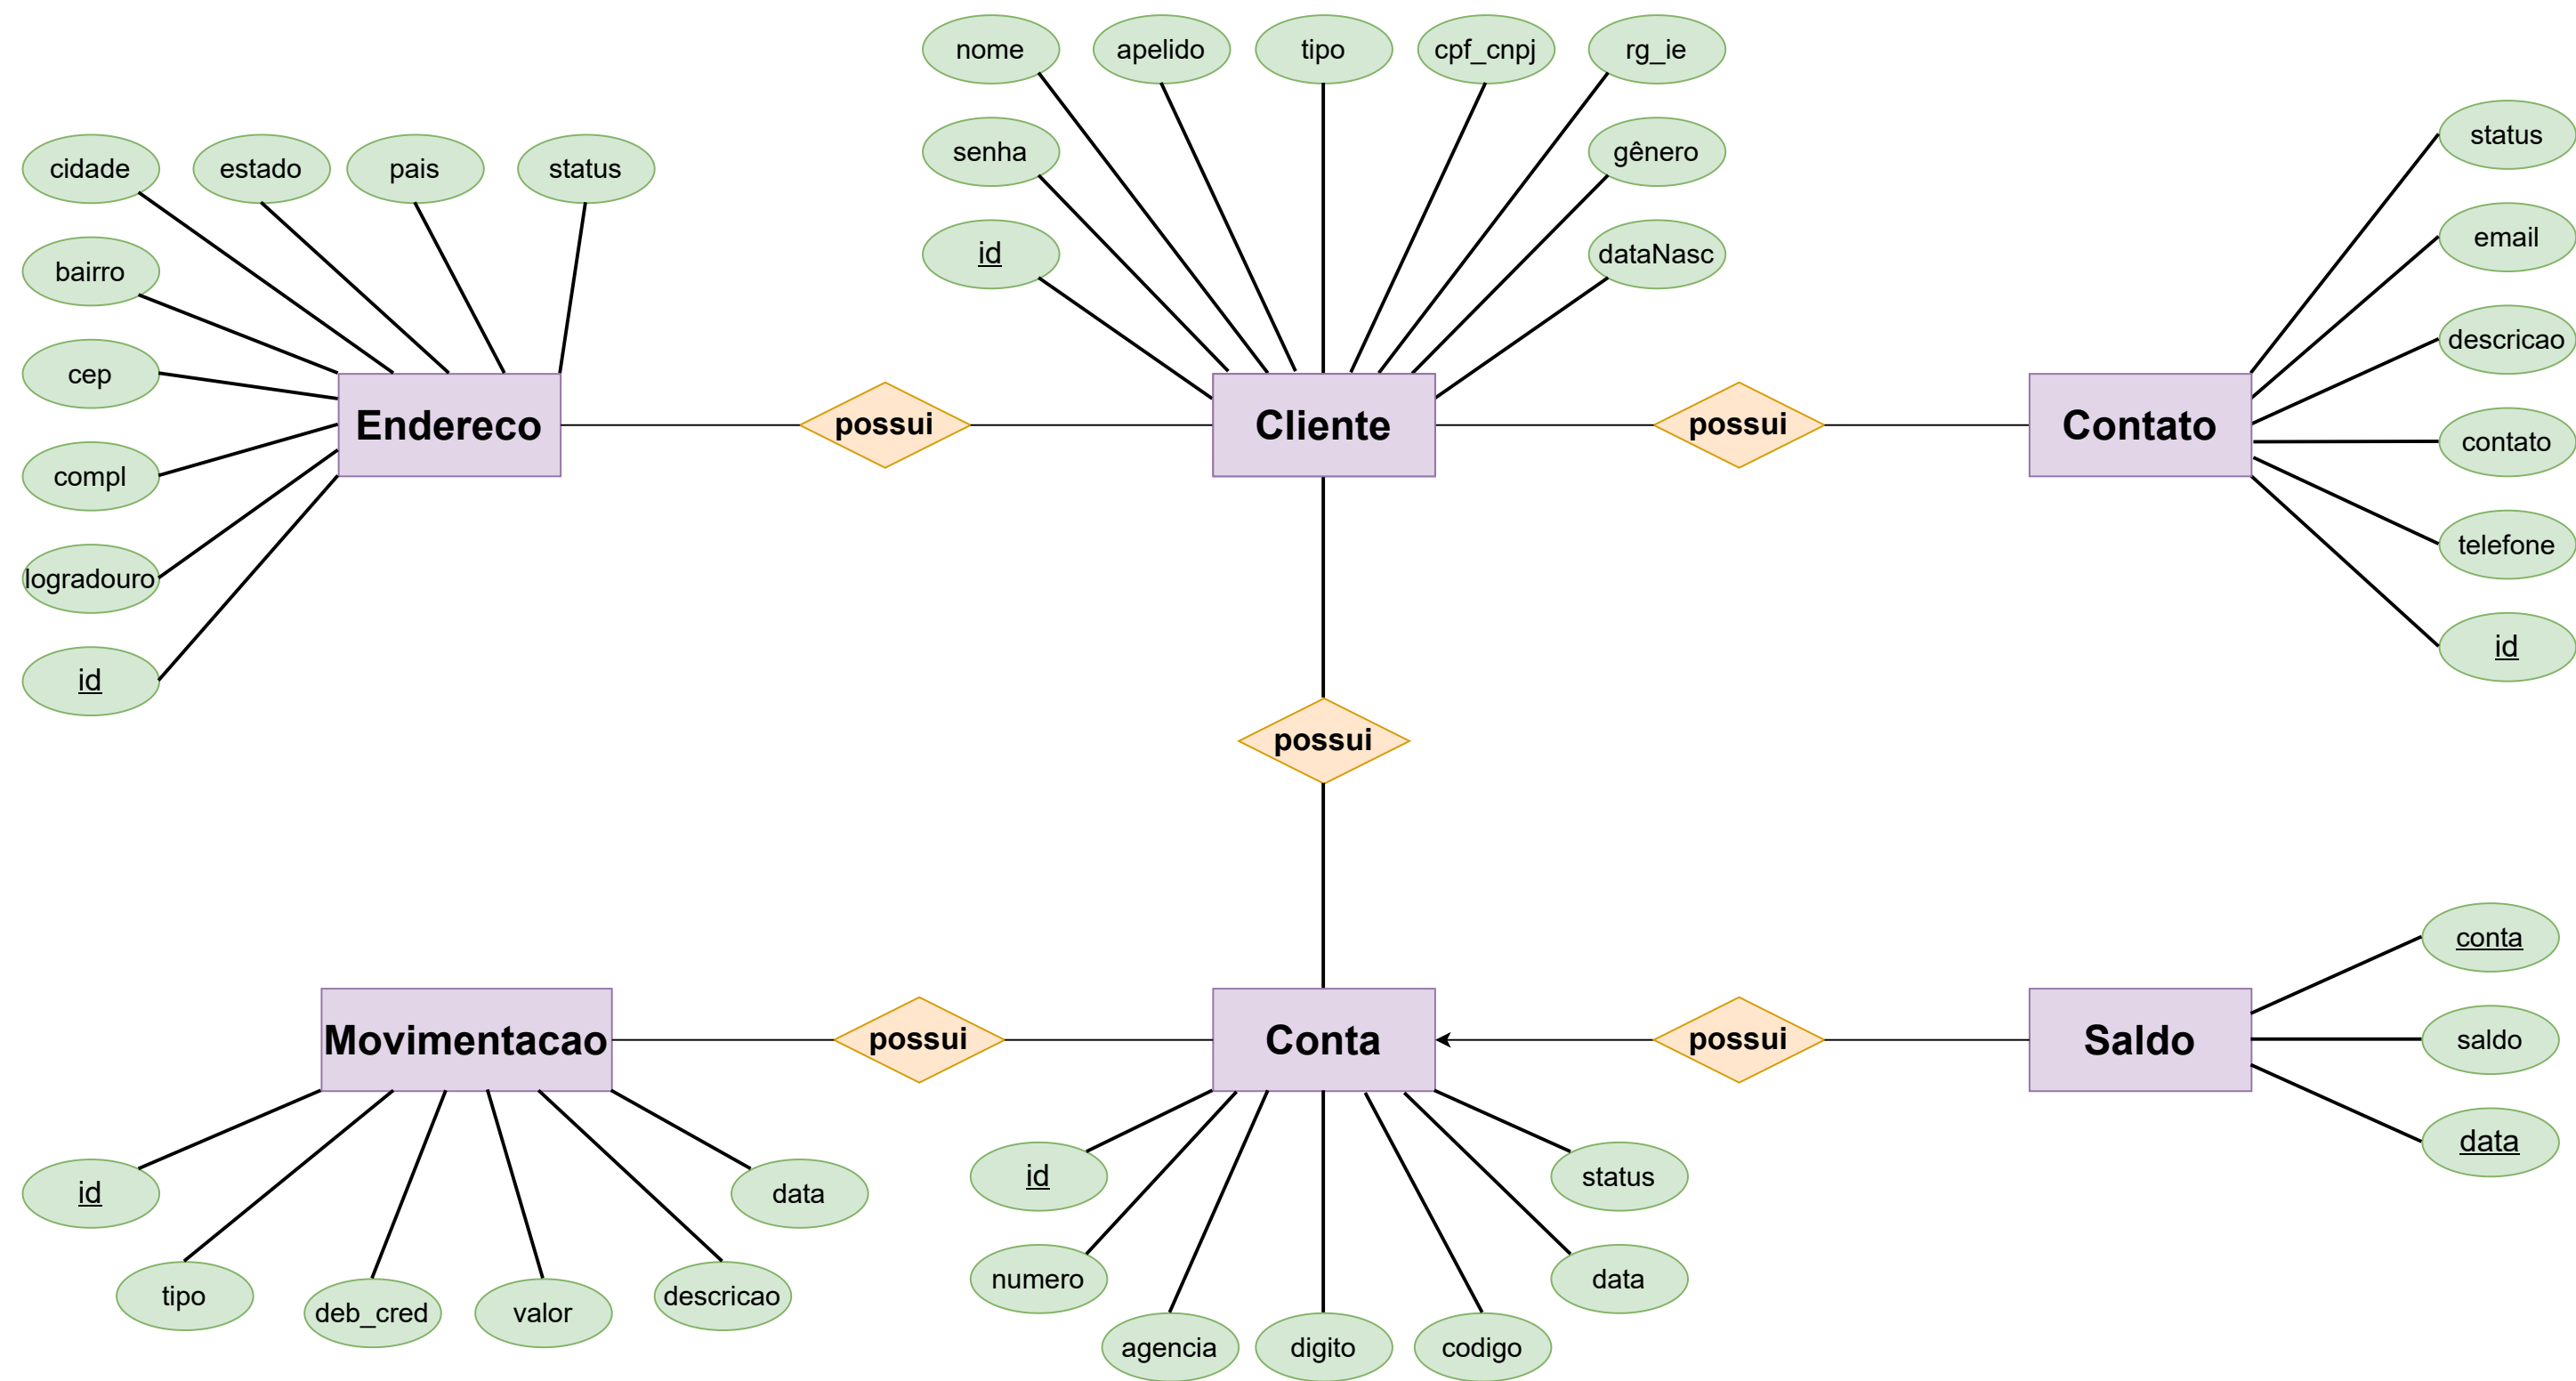 nome
apelido
tipo
cpf_cnpj
rg_ie
senha
gênero
id
dataNasc
cidade
estado
pais
status
bairro
cep
compl
logradouro
id
Endereco
possui
Cliente
possui
Contato
status
email
descricao
contato
telefone
id
possui
Movimentacao
possui
Conta
possui
Saldo
conta
saldo
data
id
tipo
deb_cred
valor
descricao
data
id
numero
agencia
digito
codigo
data
status